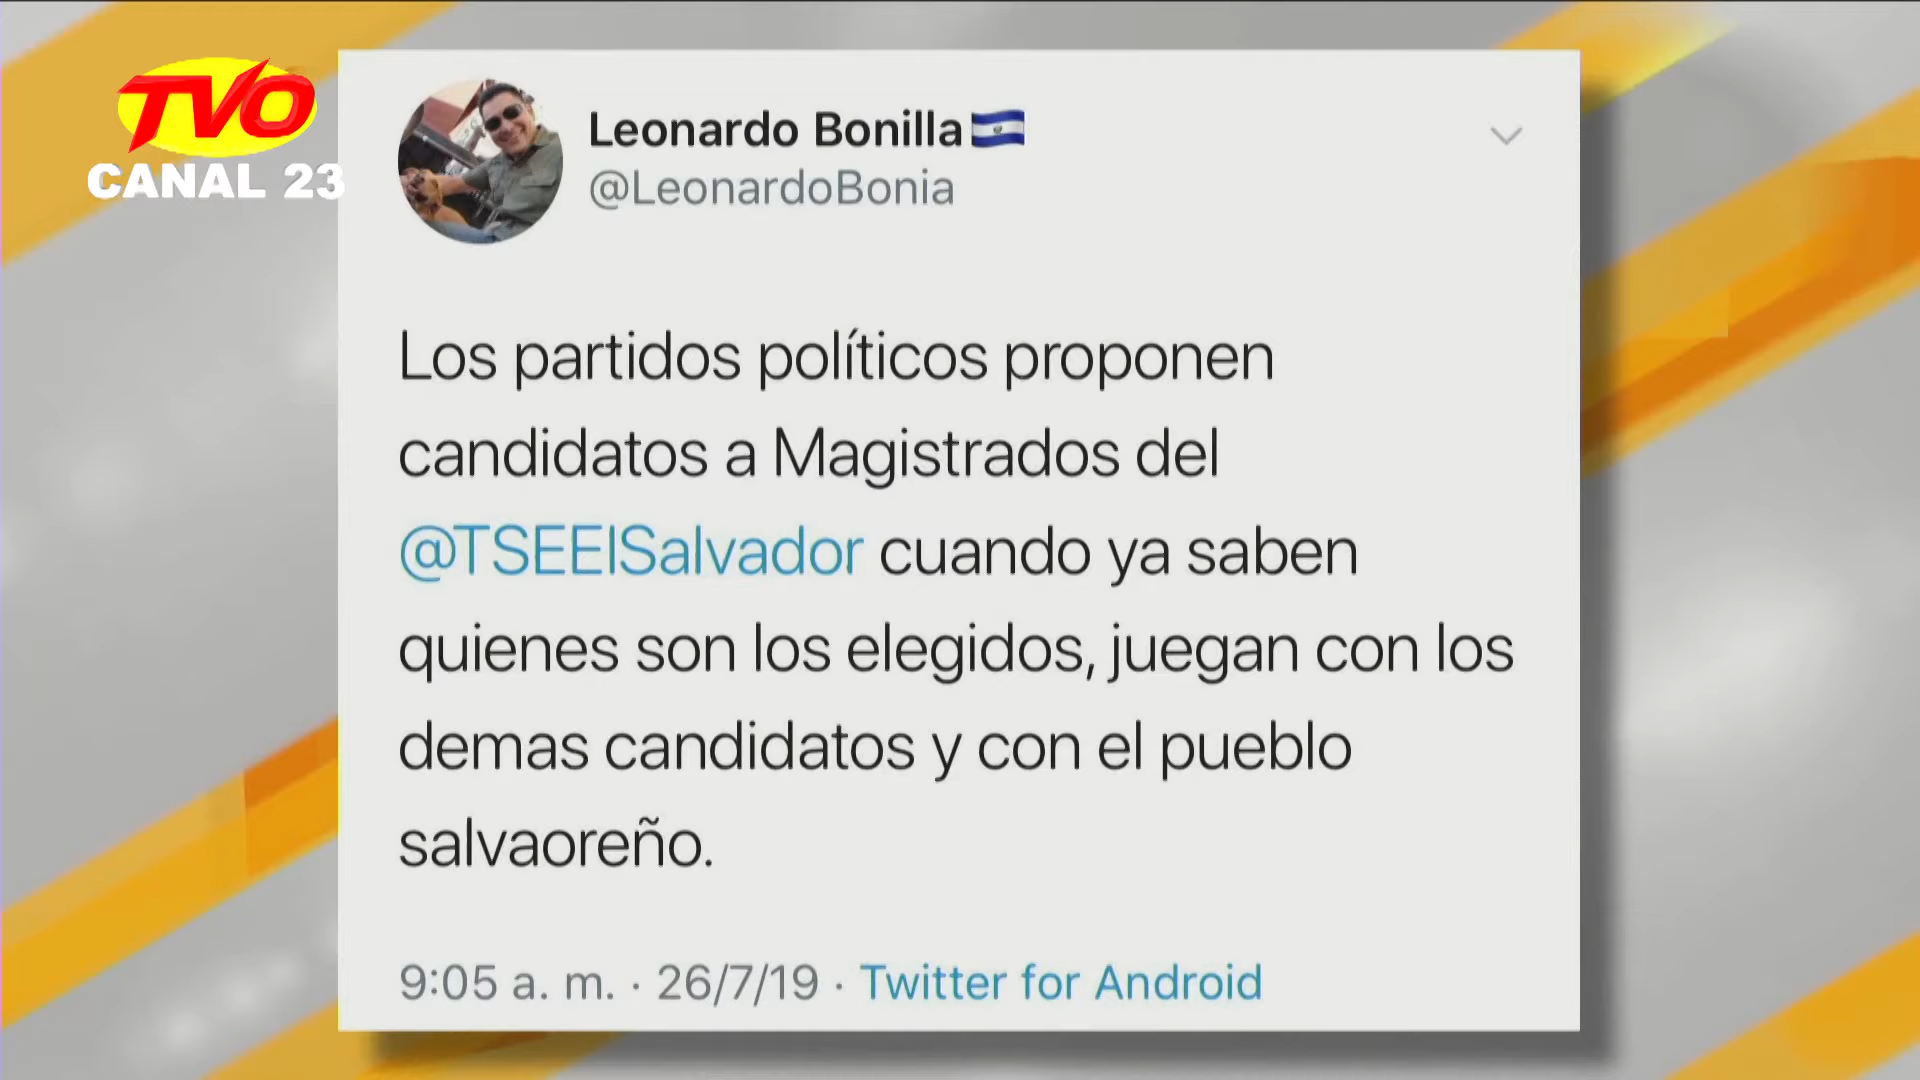 TVO
CANAL 23
Leonardo Bonilla
@LeonardoBonia
Los partidos políticos proponen
candidatos a Magistrados del
@TSEElSalvador cuando ya saben
quienes son los elegidos, juegan con los
demas candidatos y con el pueblo
salvaoreño.
9:05 a. m. · 26/7/19 · Twitter for Android